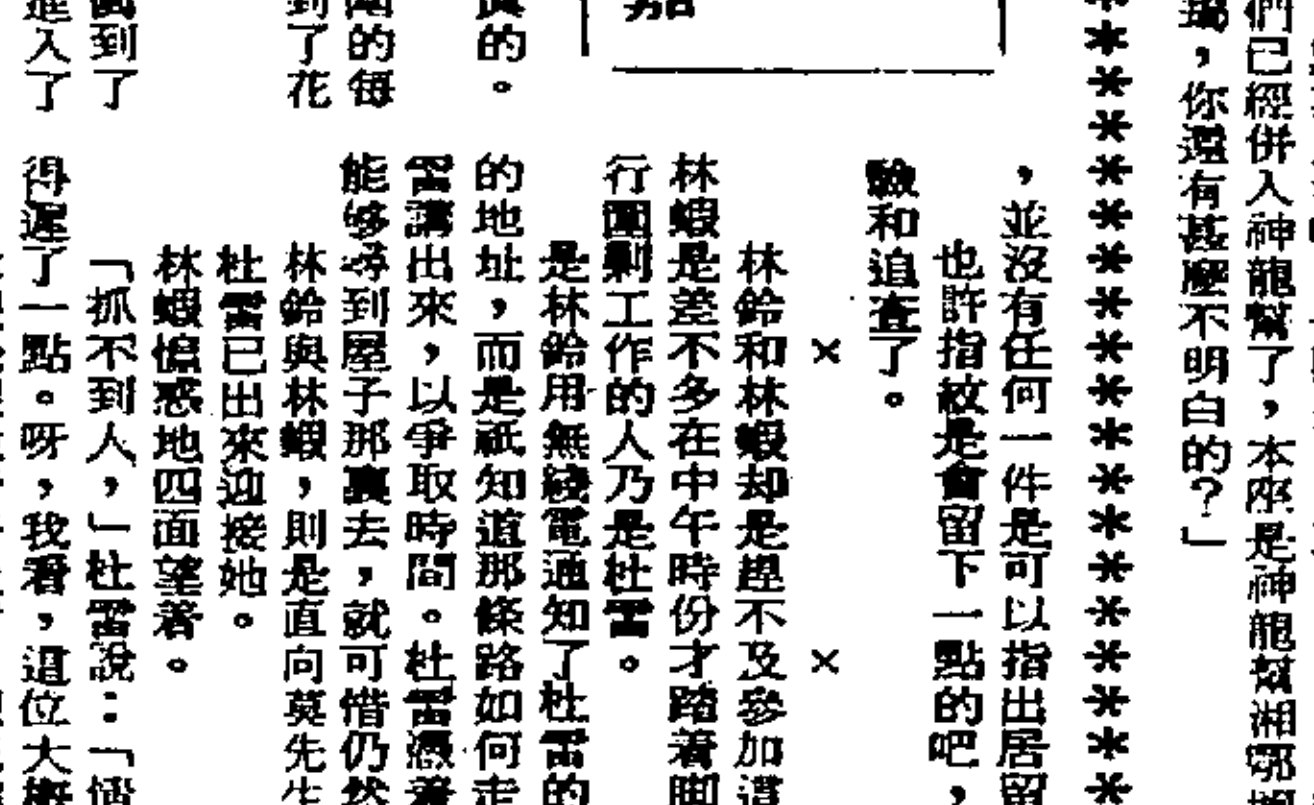 們已經併入神龍幫了，本座是神龍幫湘鄂
，你還有甚麼不明白的？」
****************
，並沒有任何一件是可以指出居留
也許指紋是會留下一點的吧，
驗和追查了。
× ×
林鈴和林蝦却是趕不及參加這
林蝦是差不多在中午時份才踏着脚
行圍剿工作的人乃是杜雷。
是林鈴用無綫電通知了杜雷的
的地址，而是祇知道那條路如何走
雷講出來，以爭取時間。杜雷憑着
能够尋到屋子那裏去，就可惜仍然
林鈴與林蝦，則是直向莫先生
杜雷已出來迎接她。
林蝦惶惑地四面望着。
「抓不到人，」杜雷說：「
得遲了一點。呀，我看，這位大概
的。
的每
到了花
到了
進入了